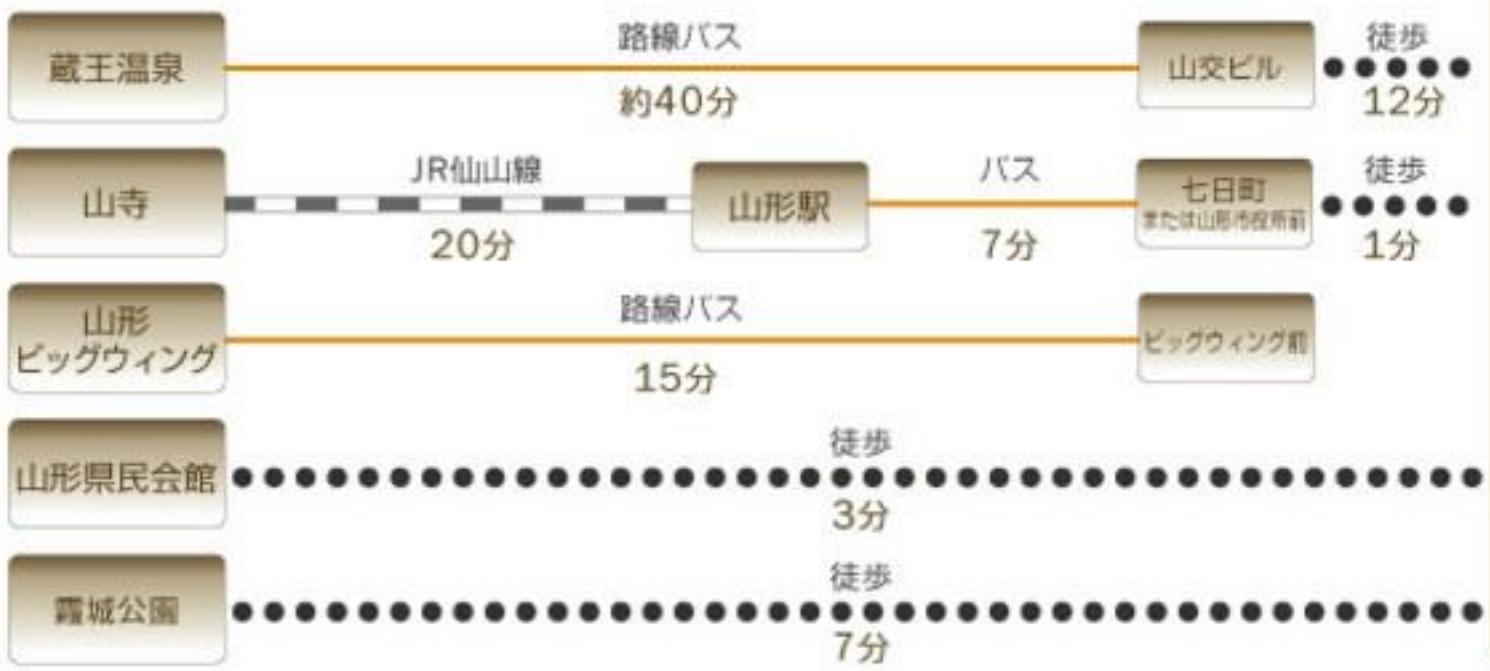 路線バス
徒歩
蔵王温泉
山交ビル
約40分
12分
JR仙山線
バス
徒歩
山寺
山形駅
七日町
または山形市役所前
20分
7分
1分
山形
ビッグウィング
路線バス
ビッグウィング前
15分
徒歩
山形県民会館
3分
徒歩
霞城公園
7分